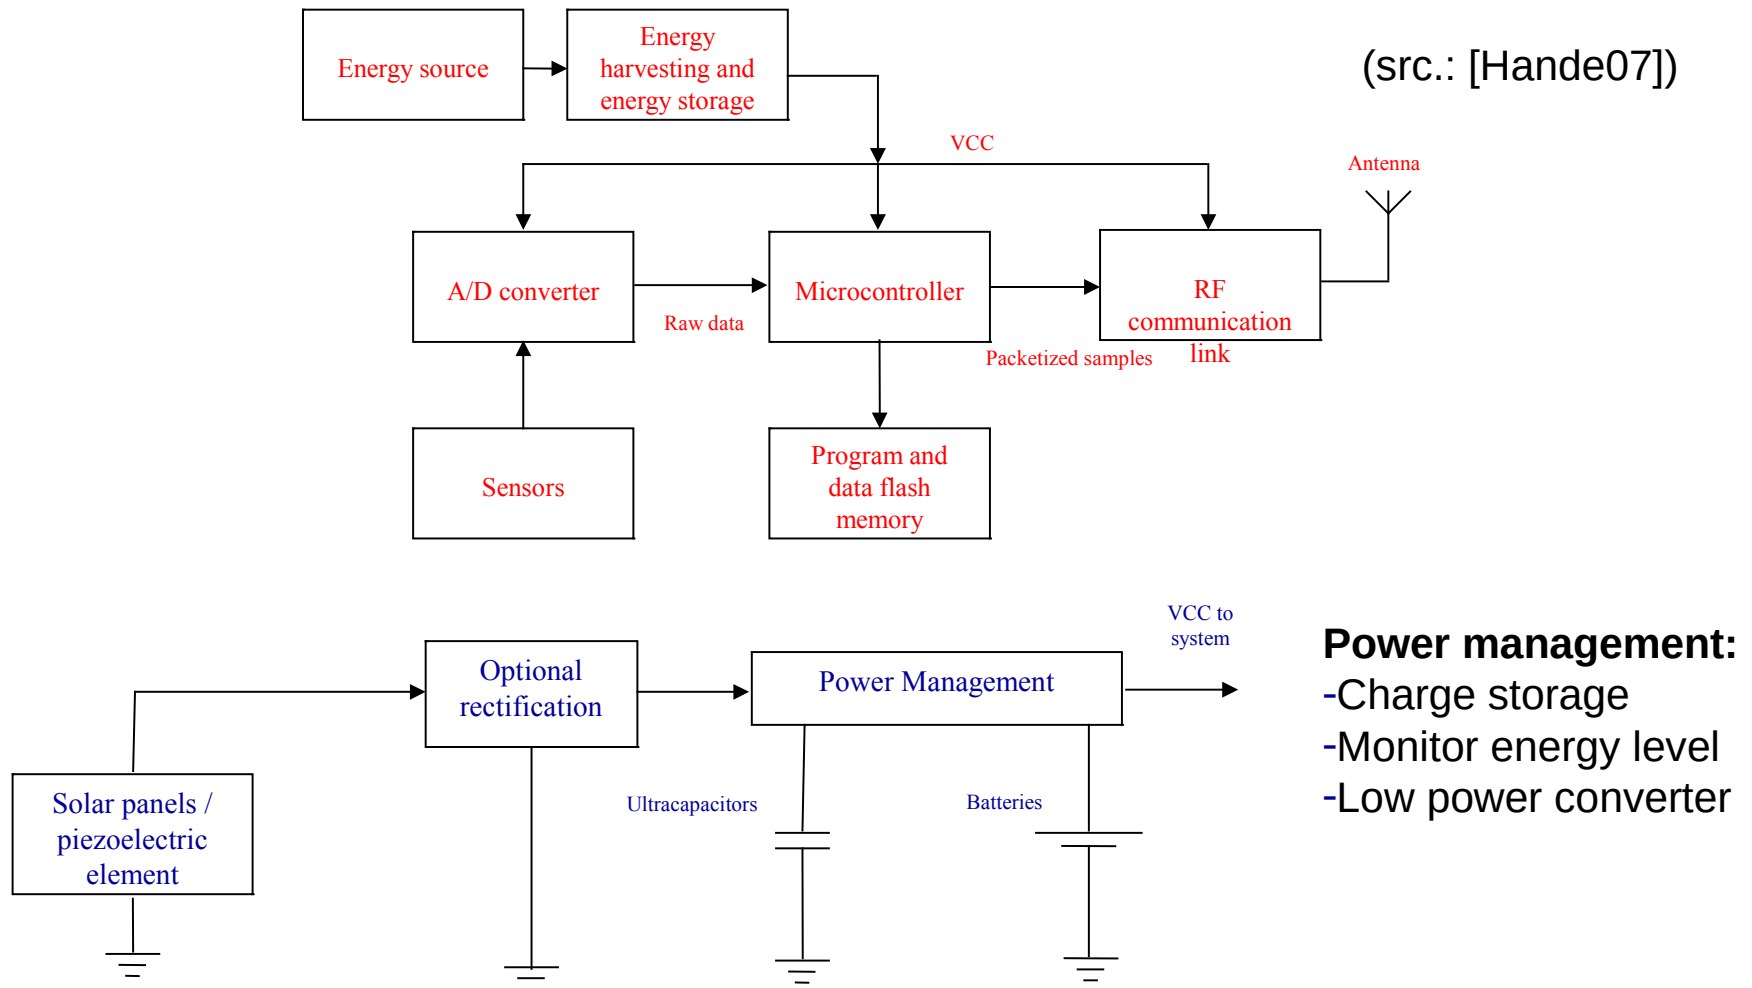 Energy source
Energy
harvesting and
energy storage
(src.: [Hande07])
VCC
Antenna
A/D converter
Raw data
Microcontroller
Packetized samples
RF
communication
link
Sensors
Program and
data flash
memory
VCC to
system
Optional
rectification
Power Management
Solar panels /
piezoelectric
element
Ultracapacitors
Batteries
Power management:
-Charge storage
-Monitor energy level
-Low power converter